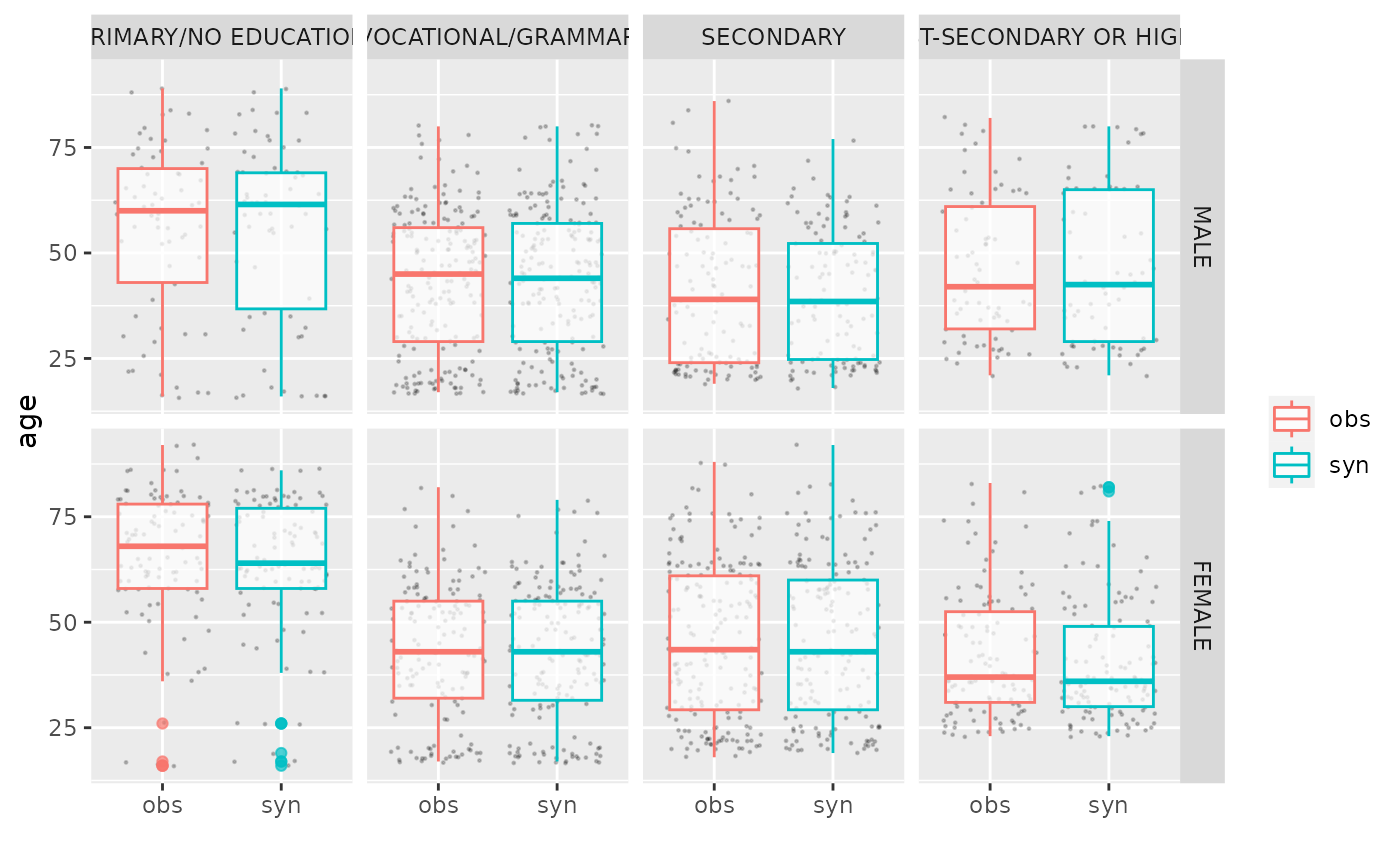 RIMARY/NO EDUCATION
VOCATIONAL/GRAMMAR
SECONDARY
T-SECONDARY OR HIG
75
50
25
MALE
age
75
50
25
FEMALE
obs
syn
obs
syn
obs
syn
obs
syn
obs
syn